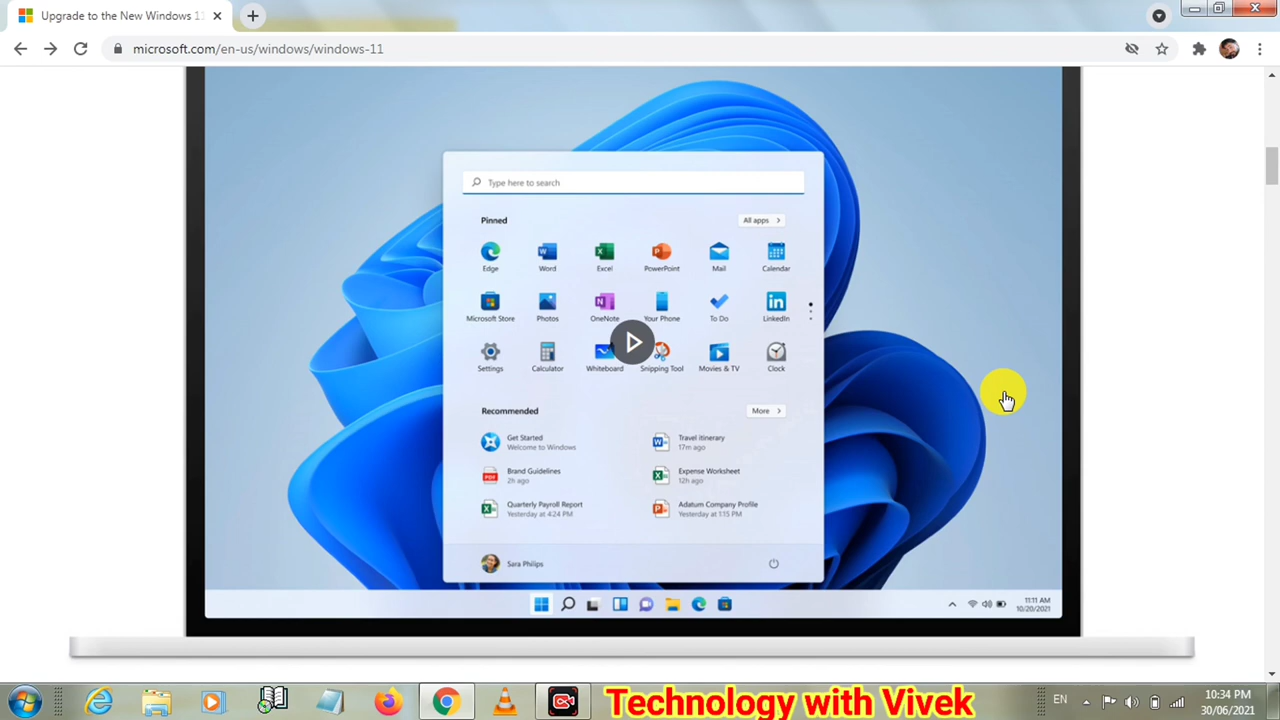 Upgrade to the New Windows 11
microsoft.com/en-us/windows/windows-11
Type here to search
Pinned
All apps >
Edge Word Excel PowerPoint Mail Calendar
Microsoft Store Photos OneNote Your Phone To Do LinkedIn
Settings Calculator Whiteboard Snipping Tool Movies & TV Clock
Recommended
More >
Get Started
Welcome to Windows
Travel itinerary
17m ago
Brand Guidelines
2h ago
Expense Worksheet
12h ago
Quarterly Payroll Report
Yesterday at 4:24 PM
Adatum Company Profile
Yesterday at 1:15 PM
Sara Philips
11:11 AM
10/20/2021
Technology with Vivek
EN
10:34 PM
30/06/2021